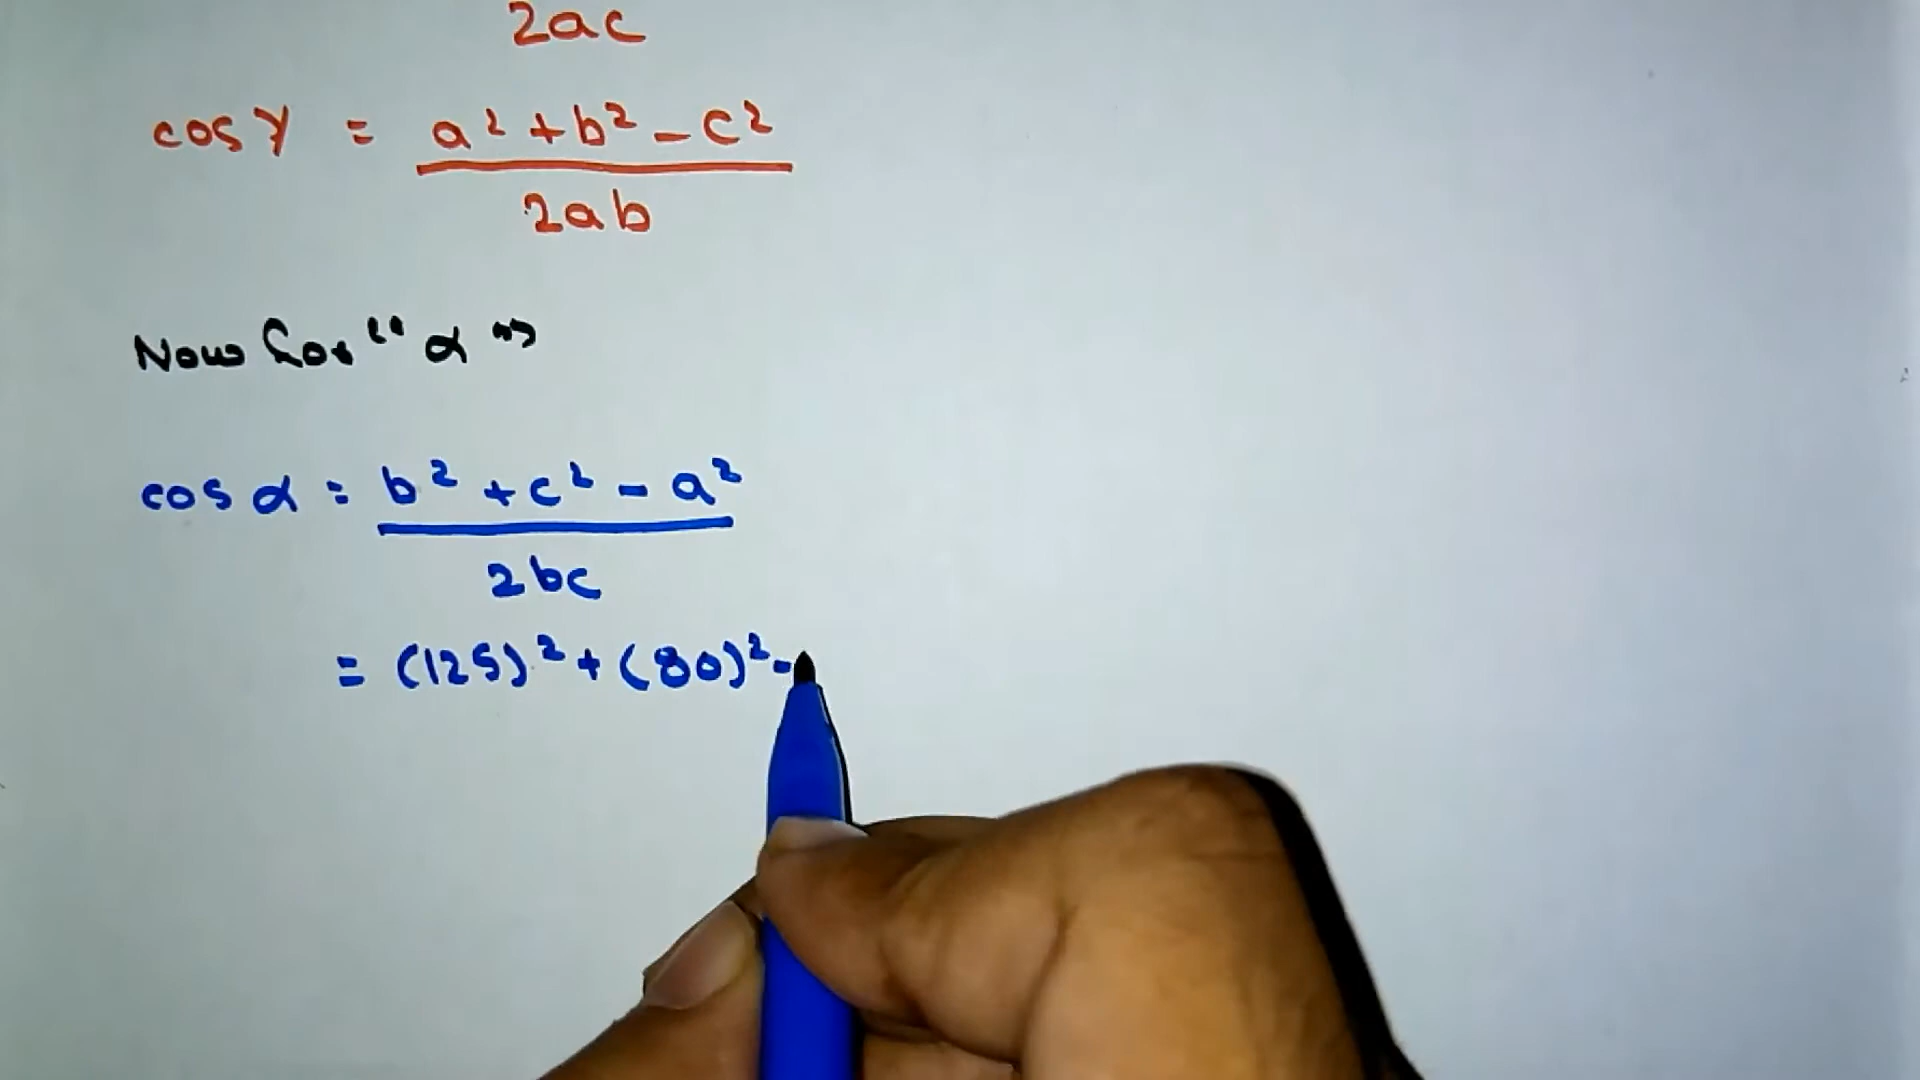 2ac
cos γ = a² + b² - c²
2ab
Now for "α"
cos α = b² + c² - a²
2bc
= (125)² + (80)² -